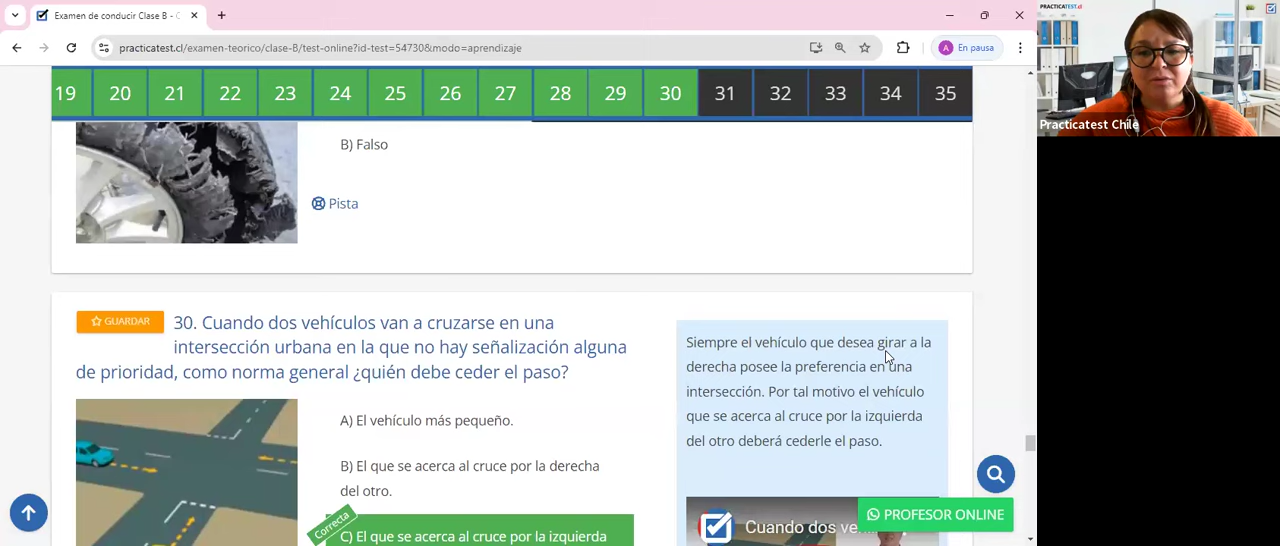 Examen de conducir Clase B - C
practicatest.cl/examen-teorico/clase-B/test-online?id-test=54730&modo=aprendizaje
A
En pausa
PRACTICATEST.cl
Practicatest Chile
19 20 21 22 23 24 25 26 27 28 29 30 31 32 33 34 35
B) Falso
Pista
GUARDAR
30. Cuando dos vehículos van a cruzarse en una
intersección urbana en la que no hay señalización alguna
de prioridad, como norma general ¿quién debe ceder el paso?
A) El vehículo más pequeño.
B) El que se acerca al cruce por la derecha
del otro.
Correcta
C) El que se acerca al cruce por la izquierda
Siempre el vehículo que desea girar a la
derecha posee la preferencia en una
intersección. Por tal motivo el vehículo
que se acerca al cruce por la izquierda
del otro deberá cederle el paso.
Cuando dos ve
PROFESOR ONLINE